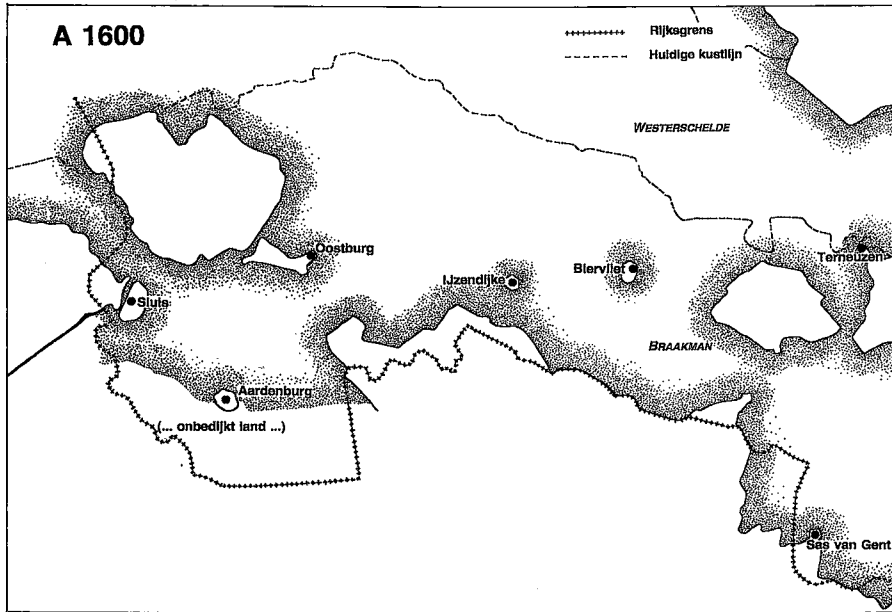 A 1600
Rijksgrens
Huidige kustlijn
WESTERSCHELDE
Oostburg
Terneuzen
Biervliet
IJzendijke
Sluis
BRAAKMAN
Aardenburg
(... onbedijkt land ...)
Sas van Gent